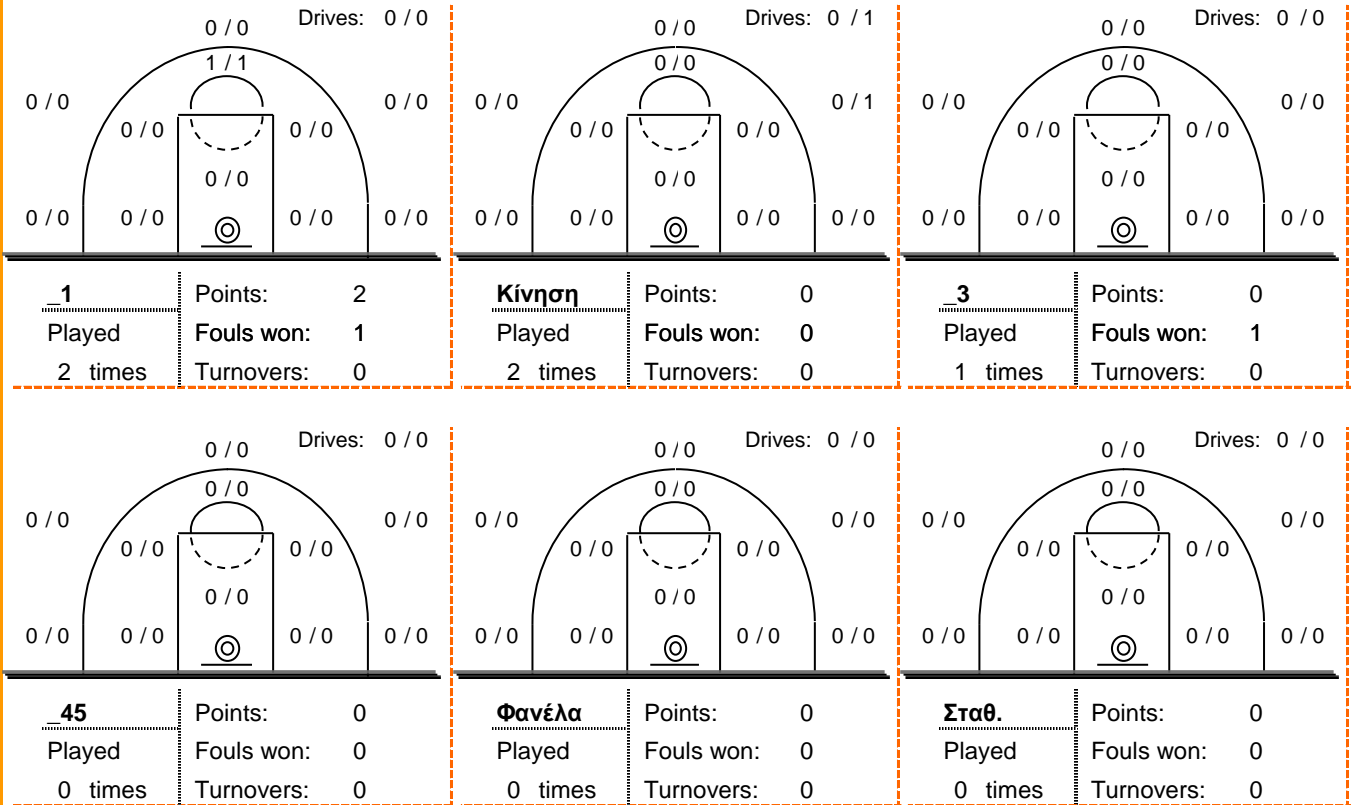 0 / 0 Drives: 0 / 0
1 / 1
0 / 0 0 / 0
0 / 0 0 / 0
0 / 0
0 / 0 0 / 0 0 / 0 0 / 0
_1 Points: 2
Played Fouls won: 1
2 times Turnovers: 0
0 / 0 Drives: 0 / 1
0 / 0
0 / 0 0 / 1
0 / 0 0 / 0
0 / 0
0 / 0 0 / 0 0 / 0 0 / 0
Κίνηση Points: 0
Played Fouls won: 0
2 times Turnovers: 0
0 / 0 Drives: 0 / 0
0 / 0
0 / 0 0 / 0
0 / 0 0 / 0
0 / 0
0 / 0 0 / 0 0 / 0 0 / 0
_3 Points: 0
Played Fouls won: 1
1 times Turnovers: 0
0 / 0 Drives: 0 / 0
0 / 0
0 / 0 0 / 0
0 / 0 0 / 0
0 / 0
0 / 0 0 / 0 0 / 0 0 / 0
_45 Points: 0
Played Fouls won: 0
0 times Turnovers: 0
0 / 0 Drives: 0 / 0
0 / 0
0 / 0 0 / 0
0 / 0 0 / 0
0 / 0
0 / 0 0 / 0 0 / 0 0 / 0
Φανέλα Points: 0
Played Fouls won: 0
0 times Turnovers: 0
0 / 0 Drives: 0 / 0
0 / 0
0 / 0 0 / 0
0 / 0 0 / 0
0 / 0
0 / 0 0 / 0 0 / 0 0 / 0
Σταθ. Points: 0
Played Fouls won: 0
0 times Turnovers: 0